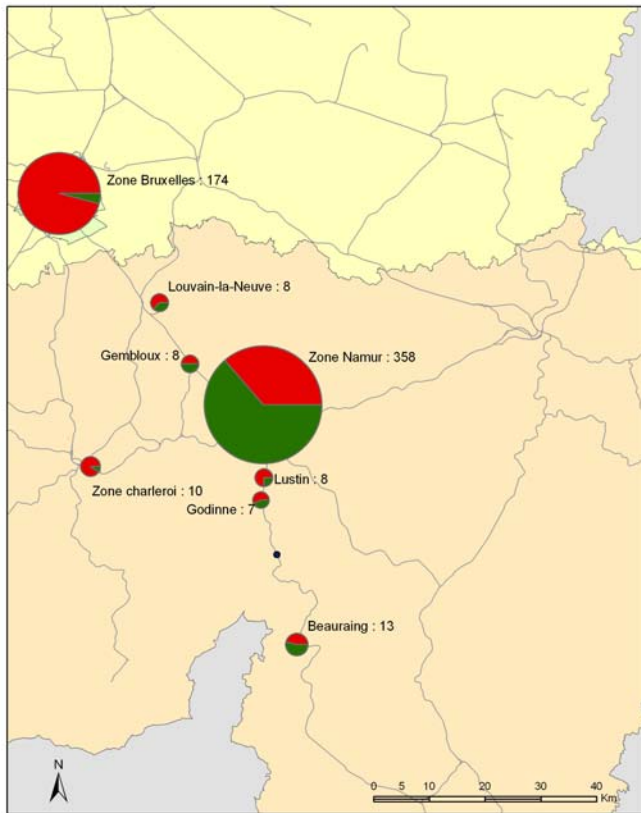 Zone Bruxelles : 174
Louvain-la-Neuve : 8
Gembloux : 8
Zone Namur : 358
Zone charleroi : 10
Lustin : 8
Godinne : 7
Beauraing : 13
N
0 5 10 20 30 40
Km